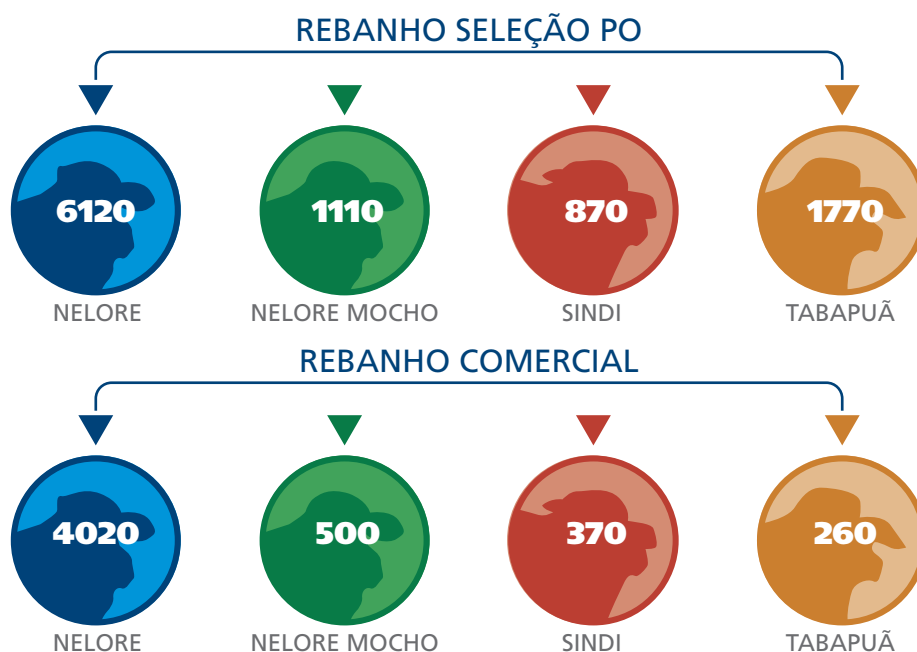 REBANHO SELEÇÃO PO
6120 1110 870 1770
NELORE NELORE MOCHO SINDI TABAPUÃ
REBANHO COMERCIAL
4020 500 370 260
NELORE NELORE MOCHO SINDI TABAPUÃ